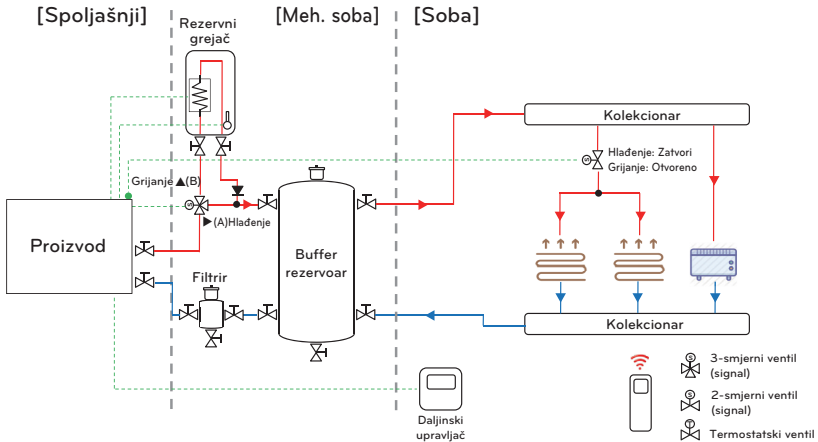 [Spoljašnji]
[Meh. soba]
[Soba]
Rezervni
grejač
Kolekcionar
Hlađenje: Zatvori
Grijanje: Otvoreno
Grijanje ▲(B)
▶(A)Hlađenje
Proizvod
Buffer
rezervoar
Filtrir
Kolekcionar
Daljinski
upravljač
S
S
S
3-smjerni ventil
(signal)
S
2-smjerni ventil
(signal)
T
Termostatski ventil